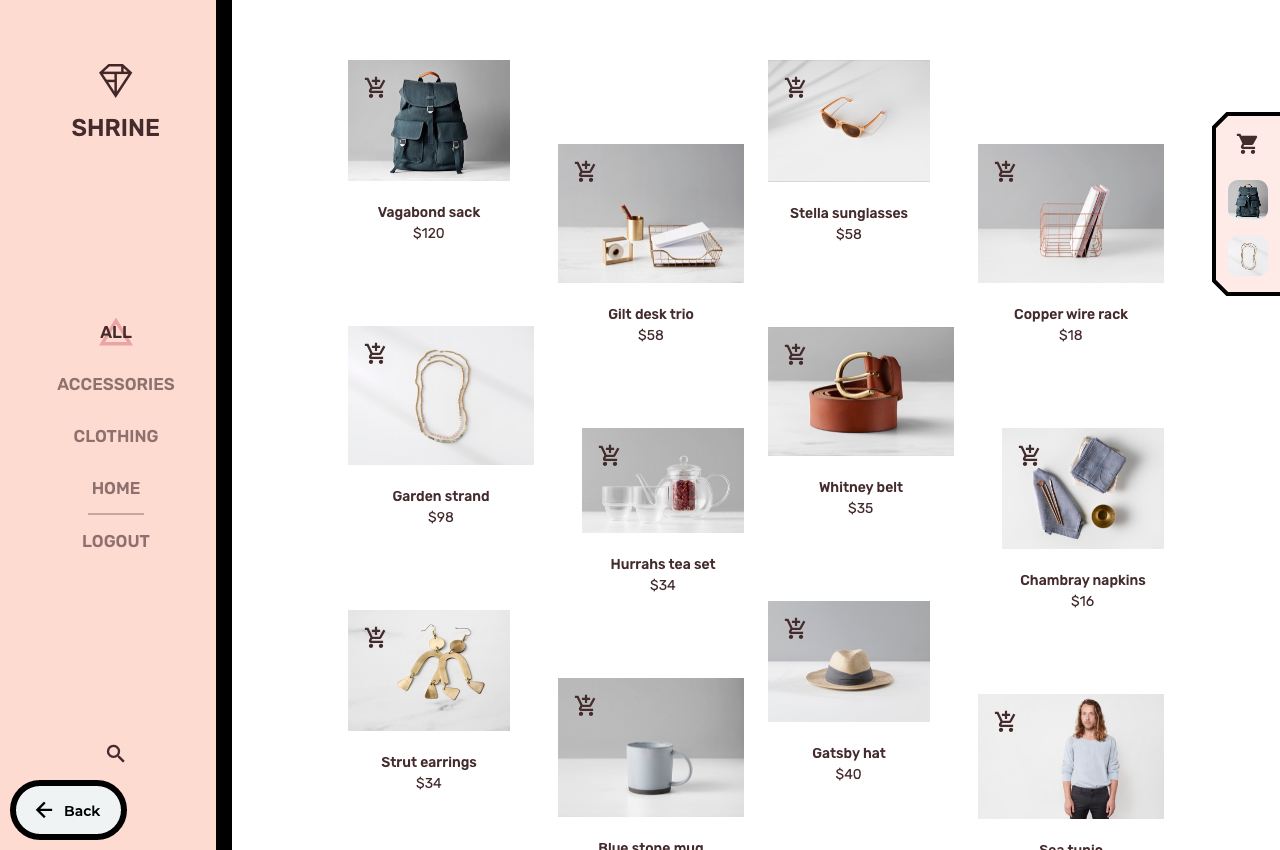 SHRINE
ALL
ACCESSORIES
CLOTHING
HOME
LOGOUT
Back
Vagabond sack
$120
Stella sunglasses
$58
Gilt desk trio
$58
Copper wire rack
$18
Garden strand
$98
Whitney belt
$35
Hurrahs tea set
$34
Chambray napkins
$16
Strut earrings
$34
Gatsby hat
$40
Blue stone mug
Sea tunic